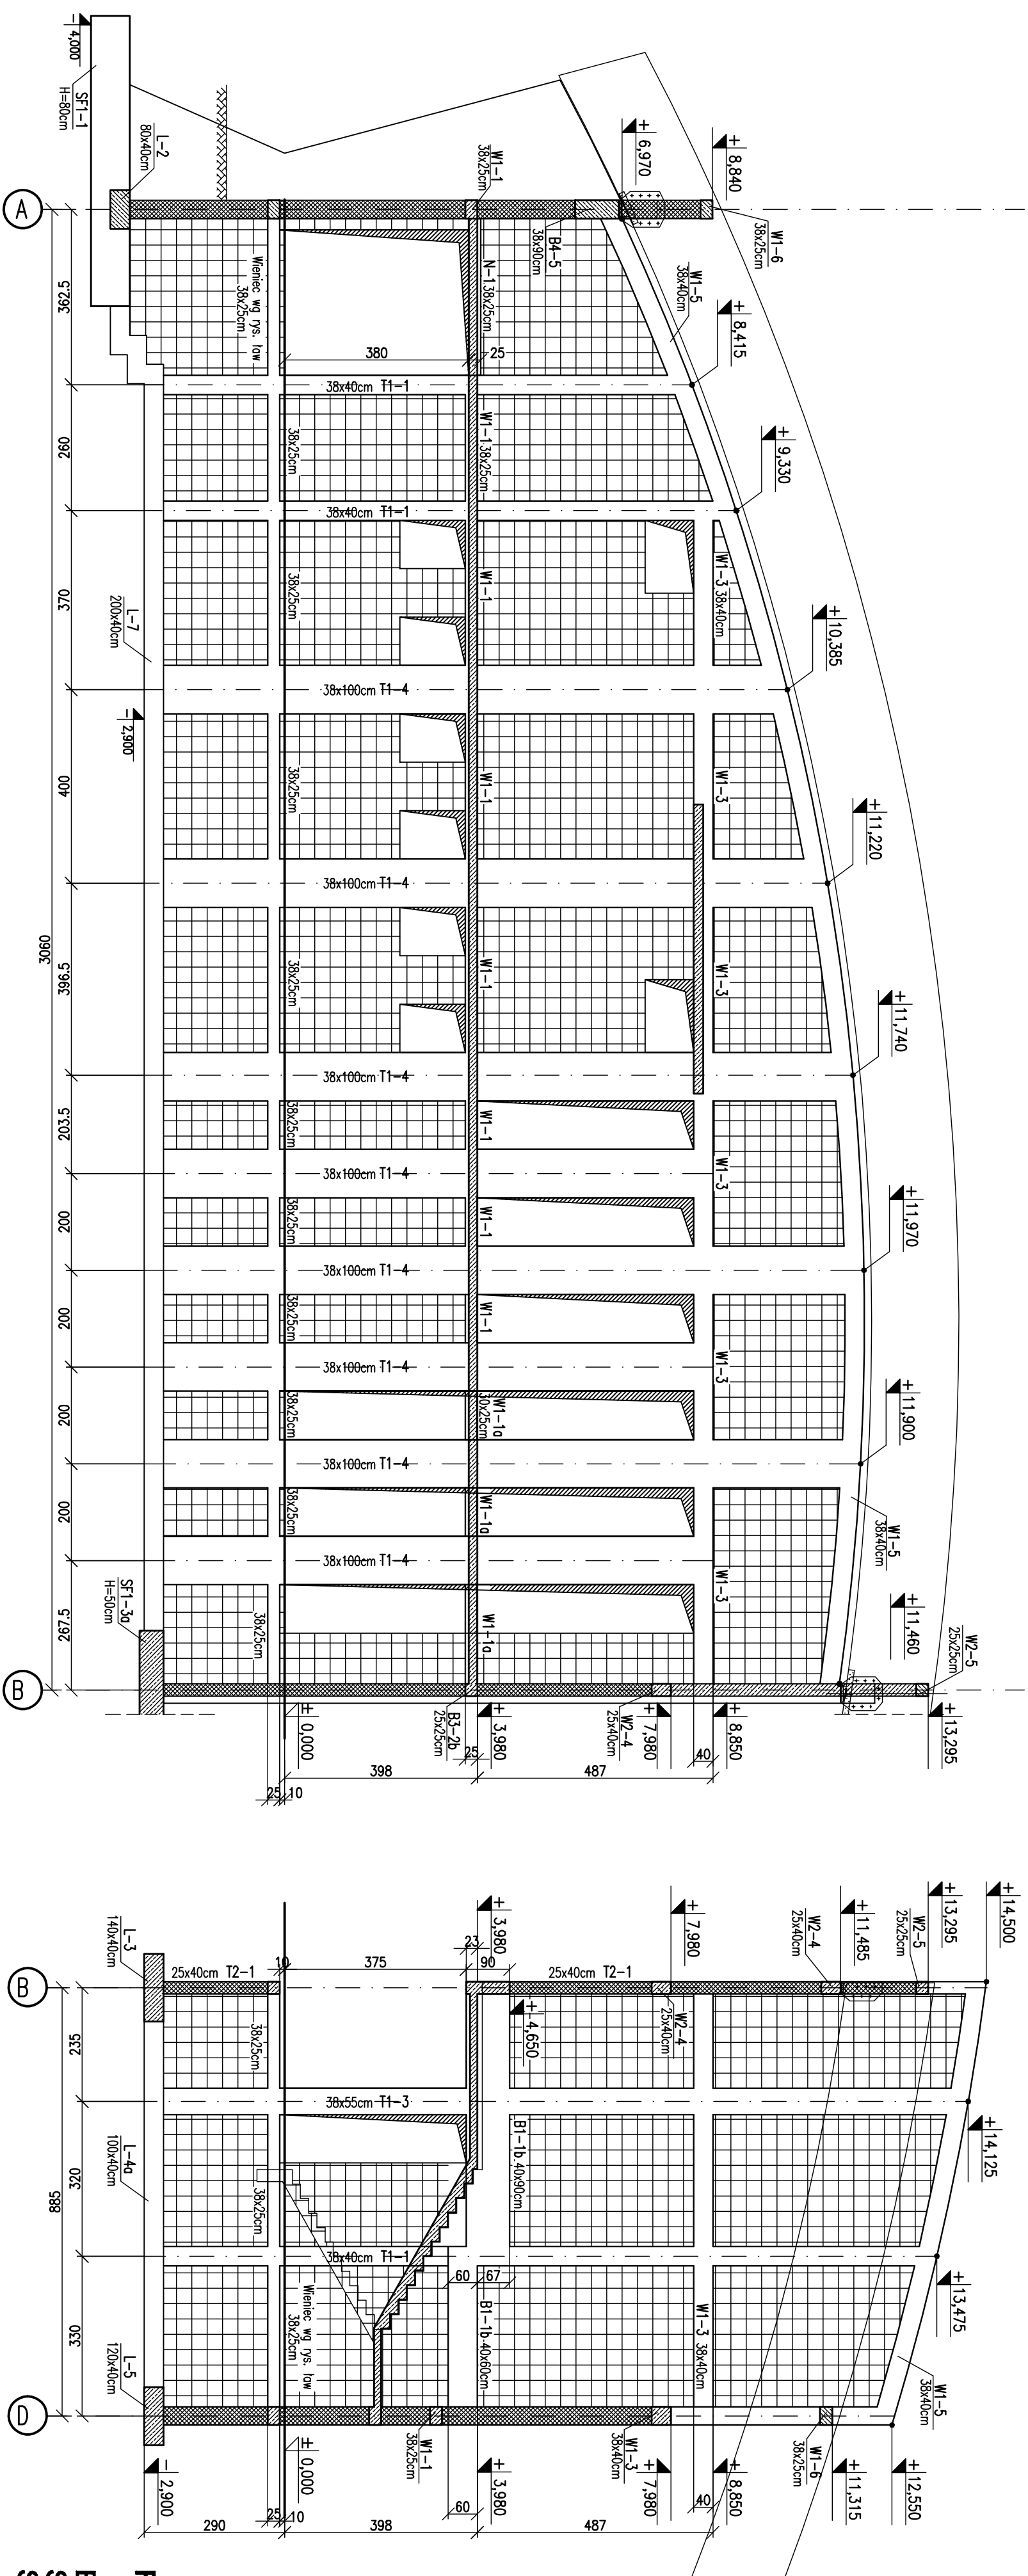 - 4,000
SF1-1
H=80cm
L-2
80x40cm
A
W1-1
38x25cm
+ 6,970
+ 8,840
W1-6
38x25cm
B4-5
38x90cm
W1-5
38x40cm
+ 8,415
Wieniec wg rys. ław
38x25cm
N-1.38x25cm
362.5
380
25
38x40cm T1-1
+ 9,330
260
38x25cm
W1-1.38x25cm
38x40cm T1-1
370
L-7
200x40cm
38x25cm
W1-1
W1-3 38x40cm
+ 10,385
38x100cm T1-4
- 2,900
400
38x25cm
W1-1
W1-3
+ 11,220
38x100cm T1-4
3060
396.5
38x25cm
W1-1
W1-3
+ 11,740
38x100cm T1-4
203.5
38x25cm
W1-1
W1-3
38x100cm T1-4
+ 11,970
200
38x25cm
W1-1
38x100cm T1-4
200
38x25cm
W1-1
W1-3
38x100cm T1-4
+ 11,900
200
38x25cm
W1-1a
30x25cm
38x100cm T1-4
200
38x25cm
W1-1a
W1-5
38x40cm
38x100cm T1-4
267.5
SF1-3a
H=50cm
38x25cm
W1-1a
W1-3
+ 11,460
W2-5
25x25cm
B
± 0,000
B3-2b
25x25cm
+ 3,980
W2-4
25x40cm
+ 7,980
+ 8,850
+ 13,295
25
40
398
487
25
10
+ 3,980
+ 7,980
W2-4
25x40cm
+ 11,485
W2-5
25x25cm
+ 13,295
+ 14,500
L-3
140x40cm
B
25x40cm T2-1
10
375
23
90
25x40cm T2-1
+ 4,650
W2-4
25x40cm
235
38x25cm
38x55cm T1-3
+ 14,125
885
320
L-4a
100x40cm
38x25cm
B1-1b.40x90cm
38x40cm T1-1
60
67
+ 13,475
330
L-5
120x40cm
Wieniec wg rys. ław
38x25cm
B1-1b.40x60cm
W1-3 38x40cm
W1-5
38x40cm
D
- 2,900
± 0,000
W1-1
38x25cm
+ 3,980
W1-3
38x40cm
+ 7,980
+ 8,850
W1-6
38x25cm
+ 11,315
+ 12,550
60
40
25
10
290
398
487